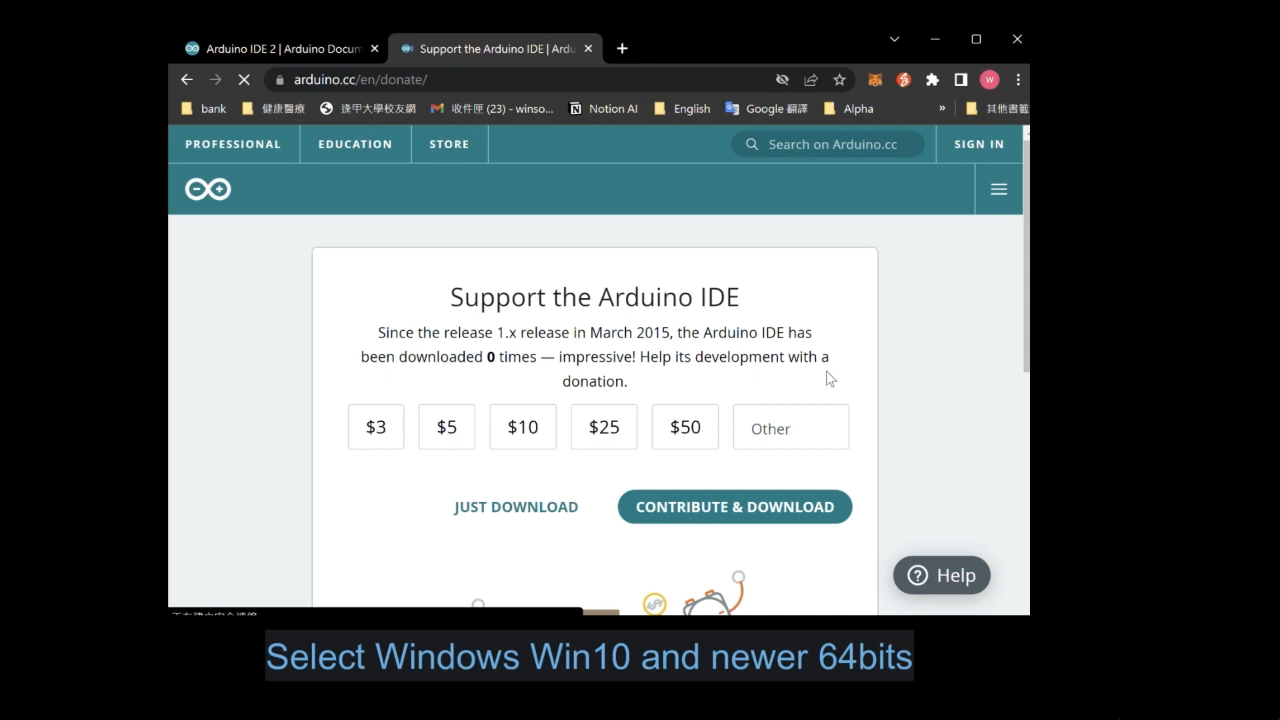 Arduino IDE 2 | Arduino Docum
Support the Arduino IDE | Ardu
arduino.cc/en/donate/
W
bank
健康醫療
逢甲大學校友網
收件匣 (23) - winso...
Notion AI
English
Google 翻譯
Alpha
»
其他書籤
PROFESSIONAL
EDUCATION
STORE
Search on Arduino.cc
SIGN IN
Support the Arduino IDE
Since the release 1.x release in March 2015, the Arduino IDE has
been downloaded 0 times — impressive! Help its development with a
donation.
$3
$5
$10
$25
$50
Other
JUST DOWNLOAD
CONTRIBUTE & DOWNLOAD
Help
Select Windows Win10 and newer 64bits